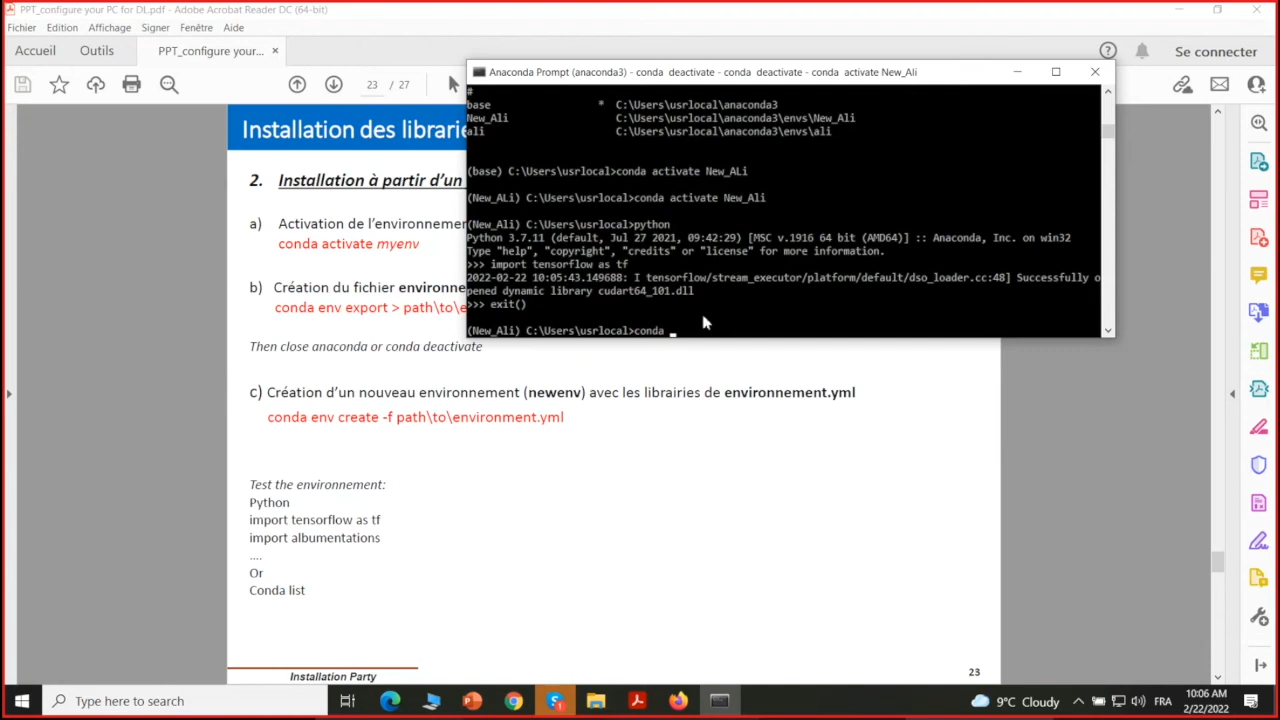 PPT_configure your PC for DL.pdf - Adobe Acrobat Reader DC (64-bit)
Fichier Edition Affichage Signer Fenêtre Aide
Accueil Outils PPT_configure your... × Se connecter
23 / 27
Anaconda Prompt (anaconda3) - conda deactivate - conda deactivate - conda activate New_Ali
#
base * C:\Users\usrlocal\anaconda3
New_Ali C:\Users\usrlocal\anaconda3\envs\New_Ali
ali C:\Users\usrlocal\anaconda3\envs\ali
(base) C:\Users\usrlocal>conda activate New_ALi
(New_ALi) C:\Users\usrlocal>conda activate New_Ali
(New_Ali) C:\Users\usrlocal>python
Python 3.7.11 (default, Jul 27 2021, 09:42:29) [MSC v.1916 64 bit (AMD64)] :: Anaconda, Inc. on win32
Type "help", "copyright", "credits" or "license" for more information.
>>> import tensorflow as tf
2022-02-22 10:05:43.149688: I tensorflow/stream_executor/platform/default/dso_loader.cc:48] Successfully o
pened dynamic library cudart64_101.dll
>>> exit()
(New_Ali) C:\Users\usrlocal>conda _
Installation des librarie
2. Installation à partir d'un
a) Activation de l'environnemen
conda activate myenv
b) Création du fichier environ
conda env export > path\to\e
Then close anaconda or conda deactivate
c) Création d'un nouveau environnement (newenv) avec les librairies de environnement.yml
conda env create -f path\to\environment.yml
Test the environment:
Python
import tensorflow as tf
import albumentations
....
Or
Conda list
Installation Party
23
Type here to search
9°C Cloudy
FRA
10:06 AM
2/22/2022